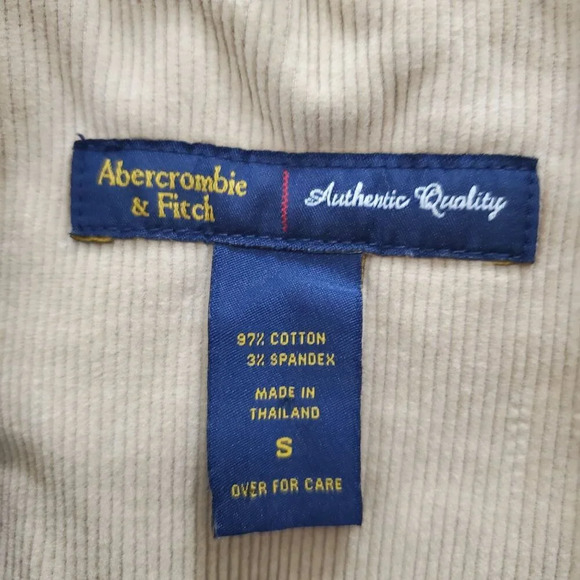 Abercrombie
& Fitch
Authentic Quality
97% COTTON
3% SPANDEX
MADE IN
THAILAND
S
OVER FOR CARE